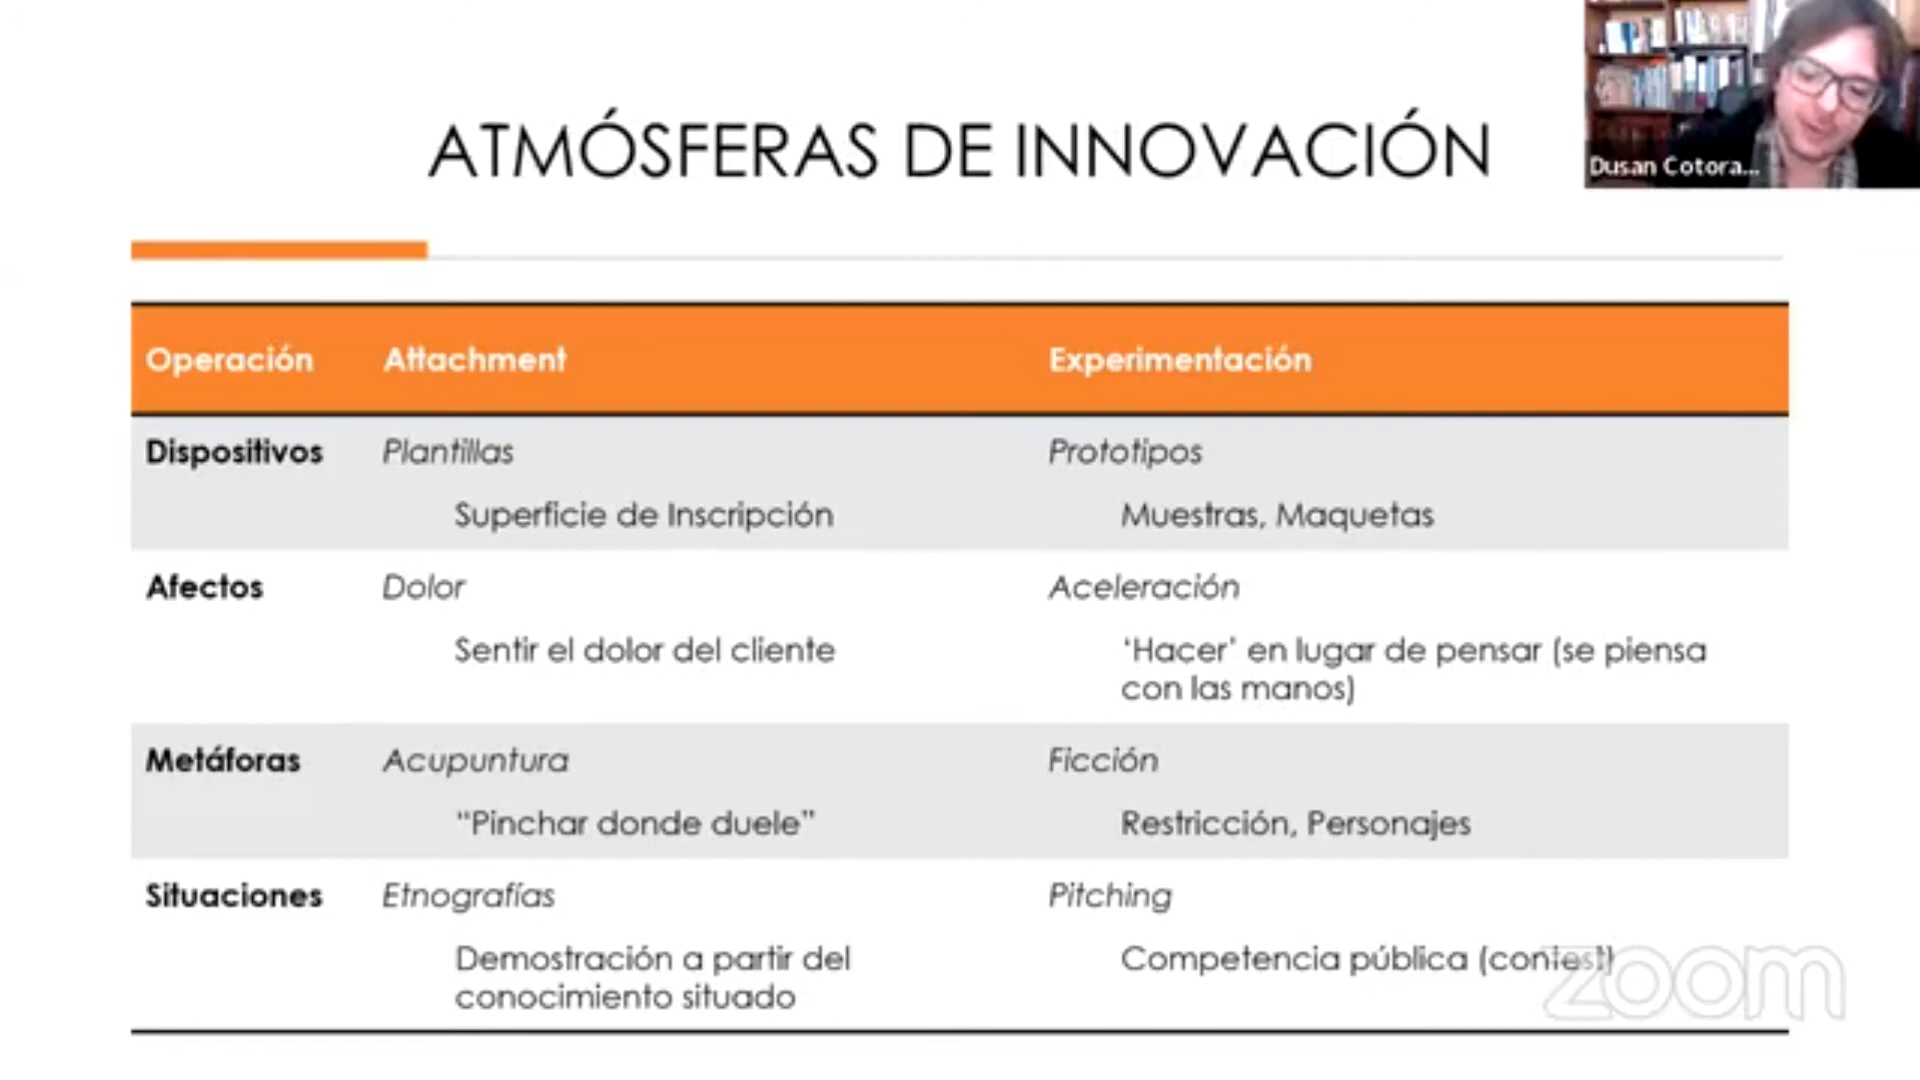 ATMÓSFERAS DE INNOVACIÓN
Dusan Cotora...
Operación Attachment Experimentación
Dispositivos Plantillas Prototipos
Superficie de Inscripción Muestras, Maquetas
Afectos Dolor Aceleración
Sentir el dolor del cliente ‘Hacer’ en lugar de pensar (se piensa
con las manos)
Metáforas Acupuntura Ficción
“Pinchar donde duele” Restricción, Personajes
Situaciones Etnografías Pitching
Demostración a partir del Competencia pública (contest)
conocimiento situado
zoom